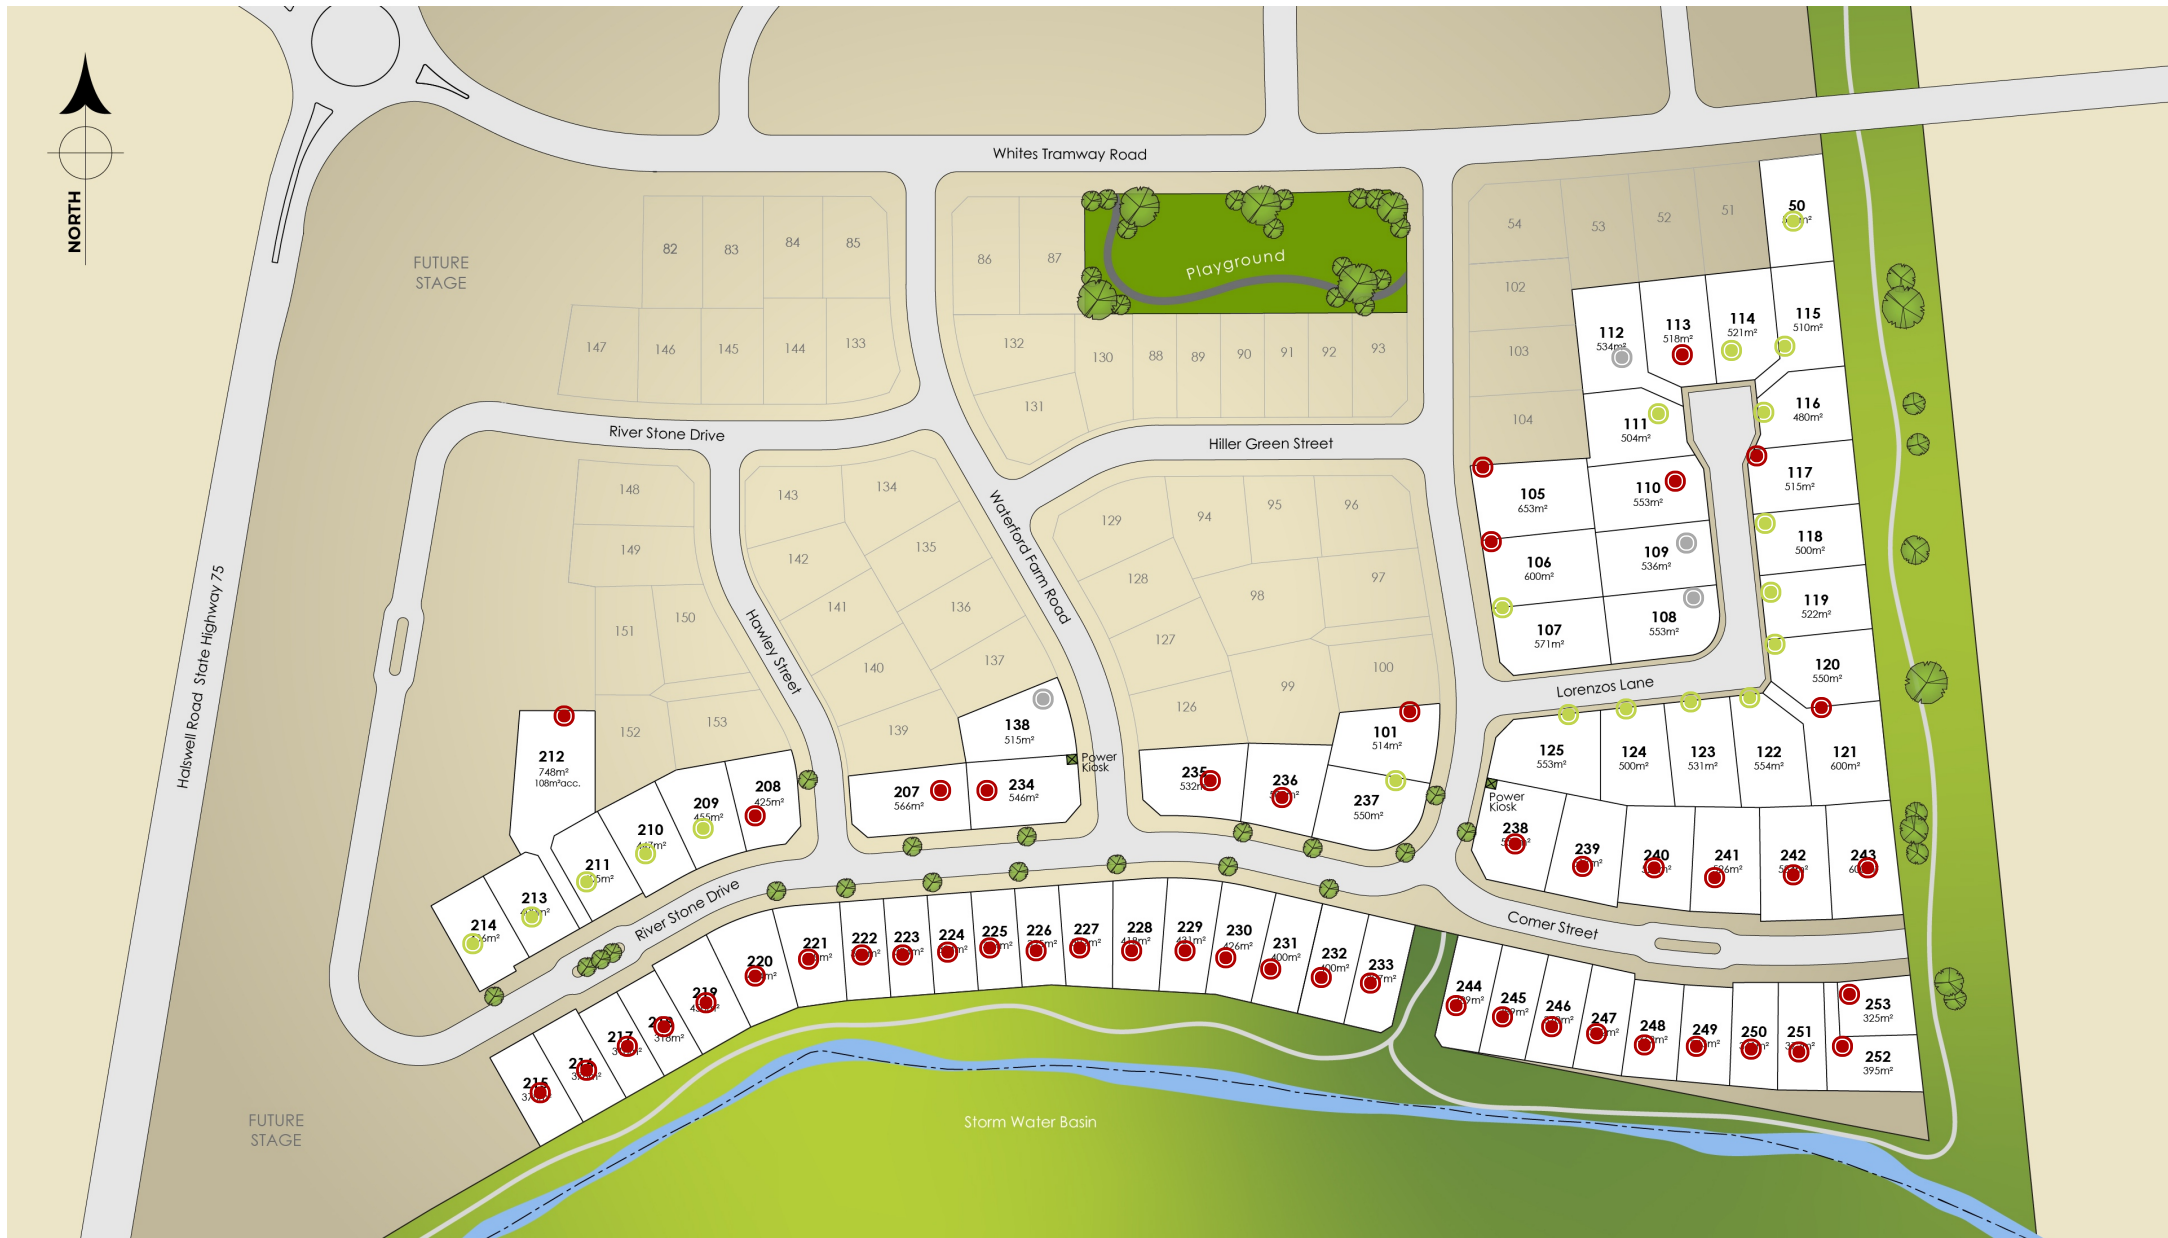 Whites Tramway Road
NORTH
FUTURE
STAGE
82
83
84
85
86
87
Playground
54
53
52
51
50
102
103
104
147
146
145
144
133
132
131
130
88
89
90
91
92
93
112
534m²
113
518m²
114
521m²
115
510m²
116
480m²
111
504m²
River Stone Drive
Hiller Green Street
117
515m²
105
653m²
110
553m²
106
600m²
109
536m²
118
500m²
107
571m²
108
553m²
119
522m²
120
550m²
Lorenzos Lane
148
149
150
151
152
153
143
134
142
135
141
136
140
137
139
Hawley Street
Waterford Farm Road
129
94
95
96
128
98
97
127
99
100
126
Halswell Road State Highway 75
212
748m²
108m²acc.
138
515m²
Power
Kiosk
101
514m²
125
553m²
124
500m²
123
531m²
122
554m²
121
600m²
208
425m²
209
455m²
210
211
213
214
207
566m²
234
546m²
235
236
237
550m²
Power
Kiosk
238
239
240
241
242
243
River Stone Drive
Comer Street
215
217
219
220
221
222
223
224
225
226
227
228
229
230
426m²
231
400m²
232
233
244
245
246
247
248
249
250
251
253
325m²
252
395m²
FUTURE
STAGE
Storm Water Basin